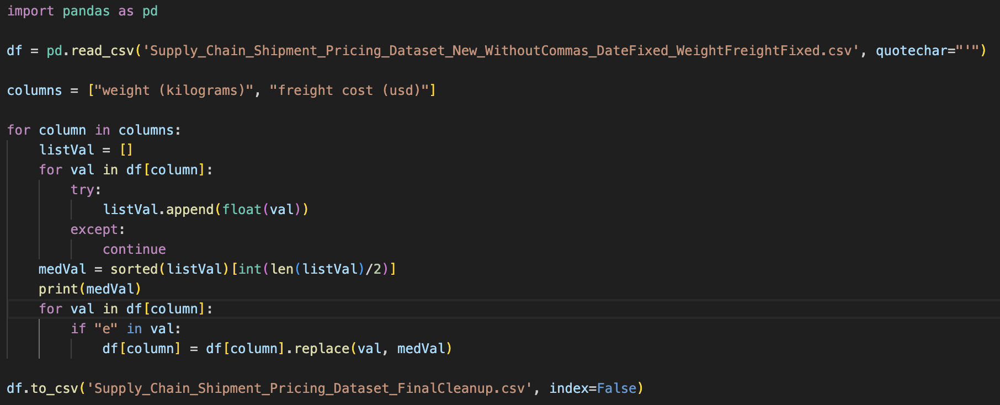 import pandas as pd
df = pd.read_csv('Supply_Chain_Shipment_Pricing_Dataset_New_WithoutCommas_DateFixed_WeightFreightFixed.csv', quotechar="'")
columns = ["weight (kilograms)", "freight cost (usd)"]
for column in columns:
    listVal = []
    for val in df[column]:
        try:
            listVal.append(float(val))
        except:
            continue
    medVal = sorted(listVal)[int(len(listVal)/2)]
    print(medVal)
    for val in df[column]:
        if "e" in val:
            df[column] = df[column].replace(val, medVal)
df.to_csv('Supply_Chain_Shipment_Pricing_Dataset_FinalCleanup.csv', index=False)